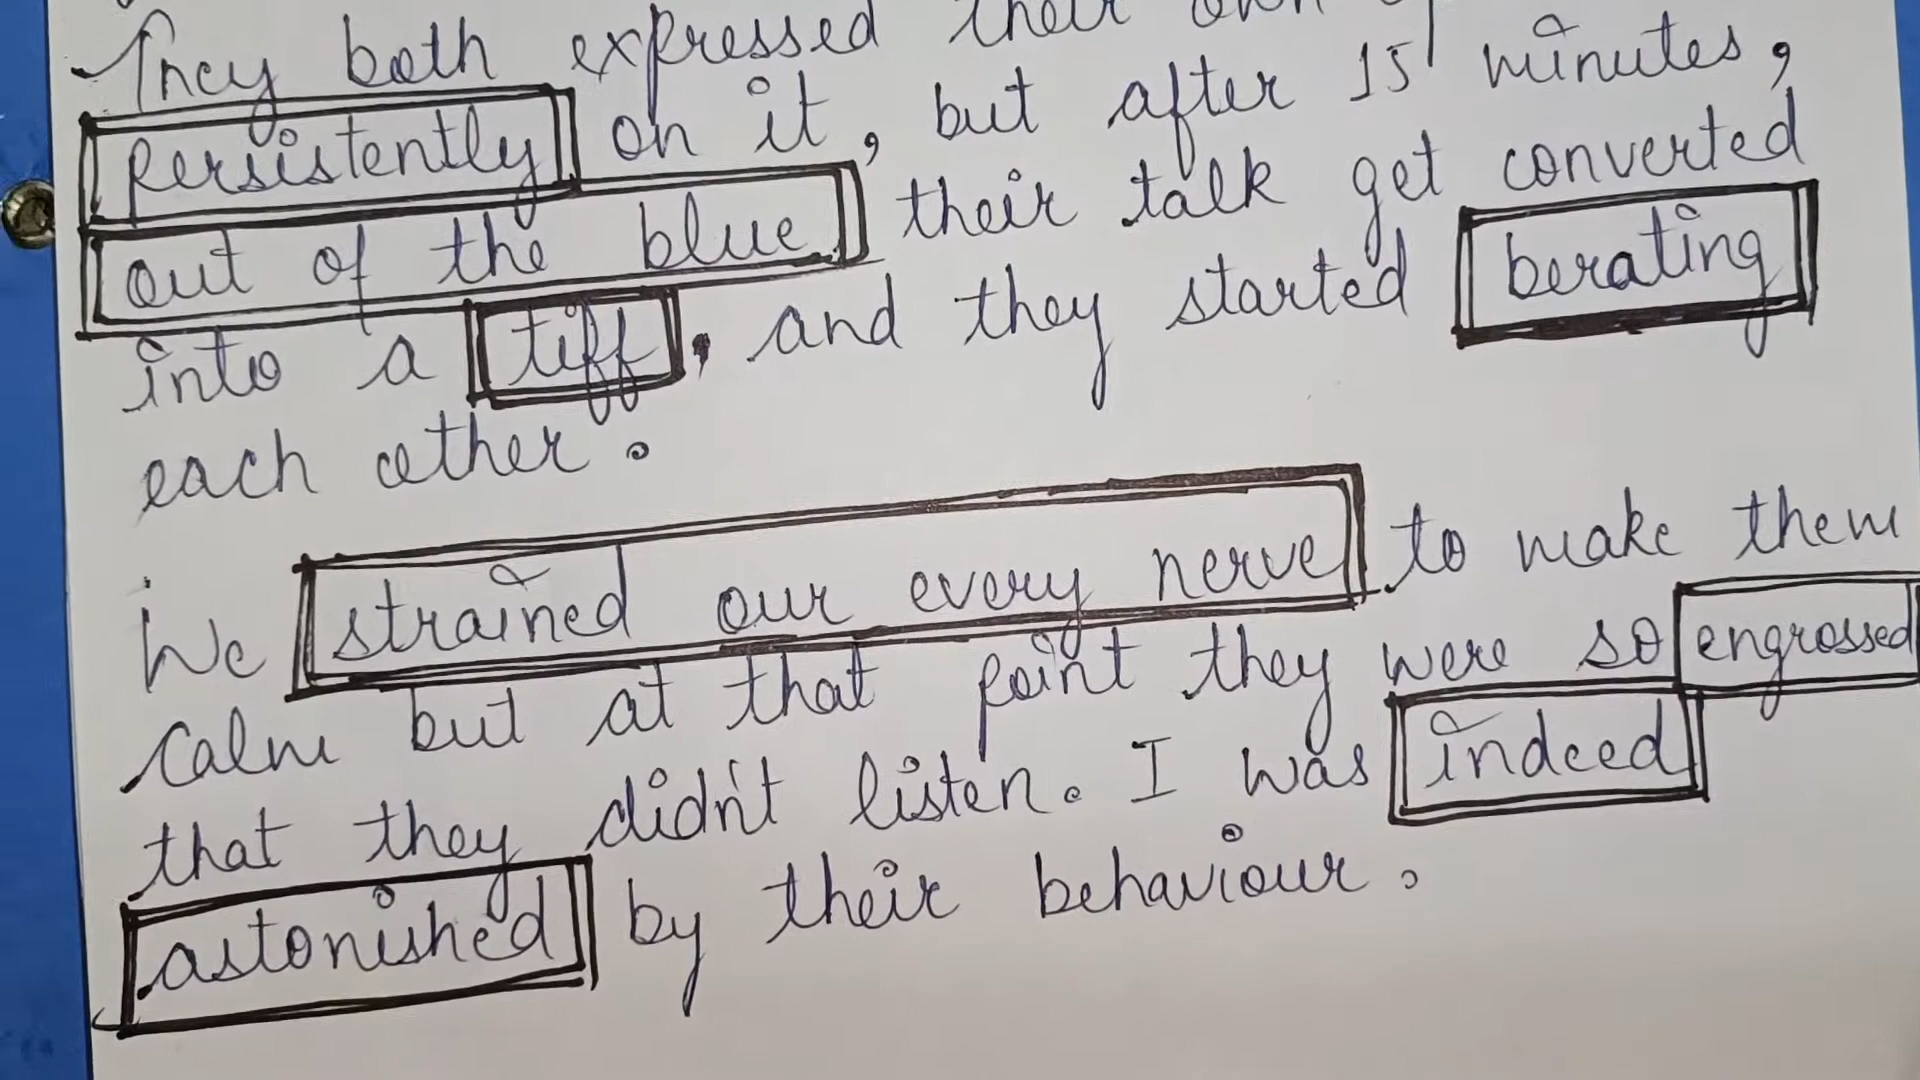 They both expressed their own
persistently on it, but after 15 minutes,
out of the blue, their talk get converted
into a tiff, and they started berating
each other.
We strained our every nerve to make them
calm but at that point they were so engrossed
that they didn't listen. I was indeed
astonished by their behaviour.